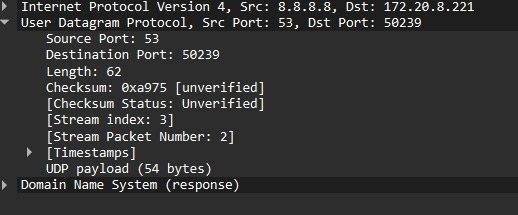 Internet Protocol Version 4, Src: 8.8.8.8, Dst: 172.20.8.221
User Datagram Protocol, Src Port: 53, Dst Port: 50239
Source Port: 53
Destination Port: 50239
Length: 62
Checksum: 0xa975 [unverified]
[Checksum Status: Unverified]
[Stream index: 3]
[Stream Packet Number: 2]
[Timestamps]
UDP payload (54 bytes)
Domain Name System (response)